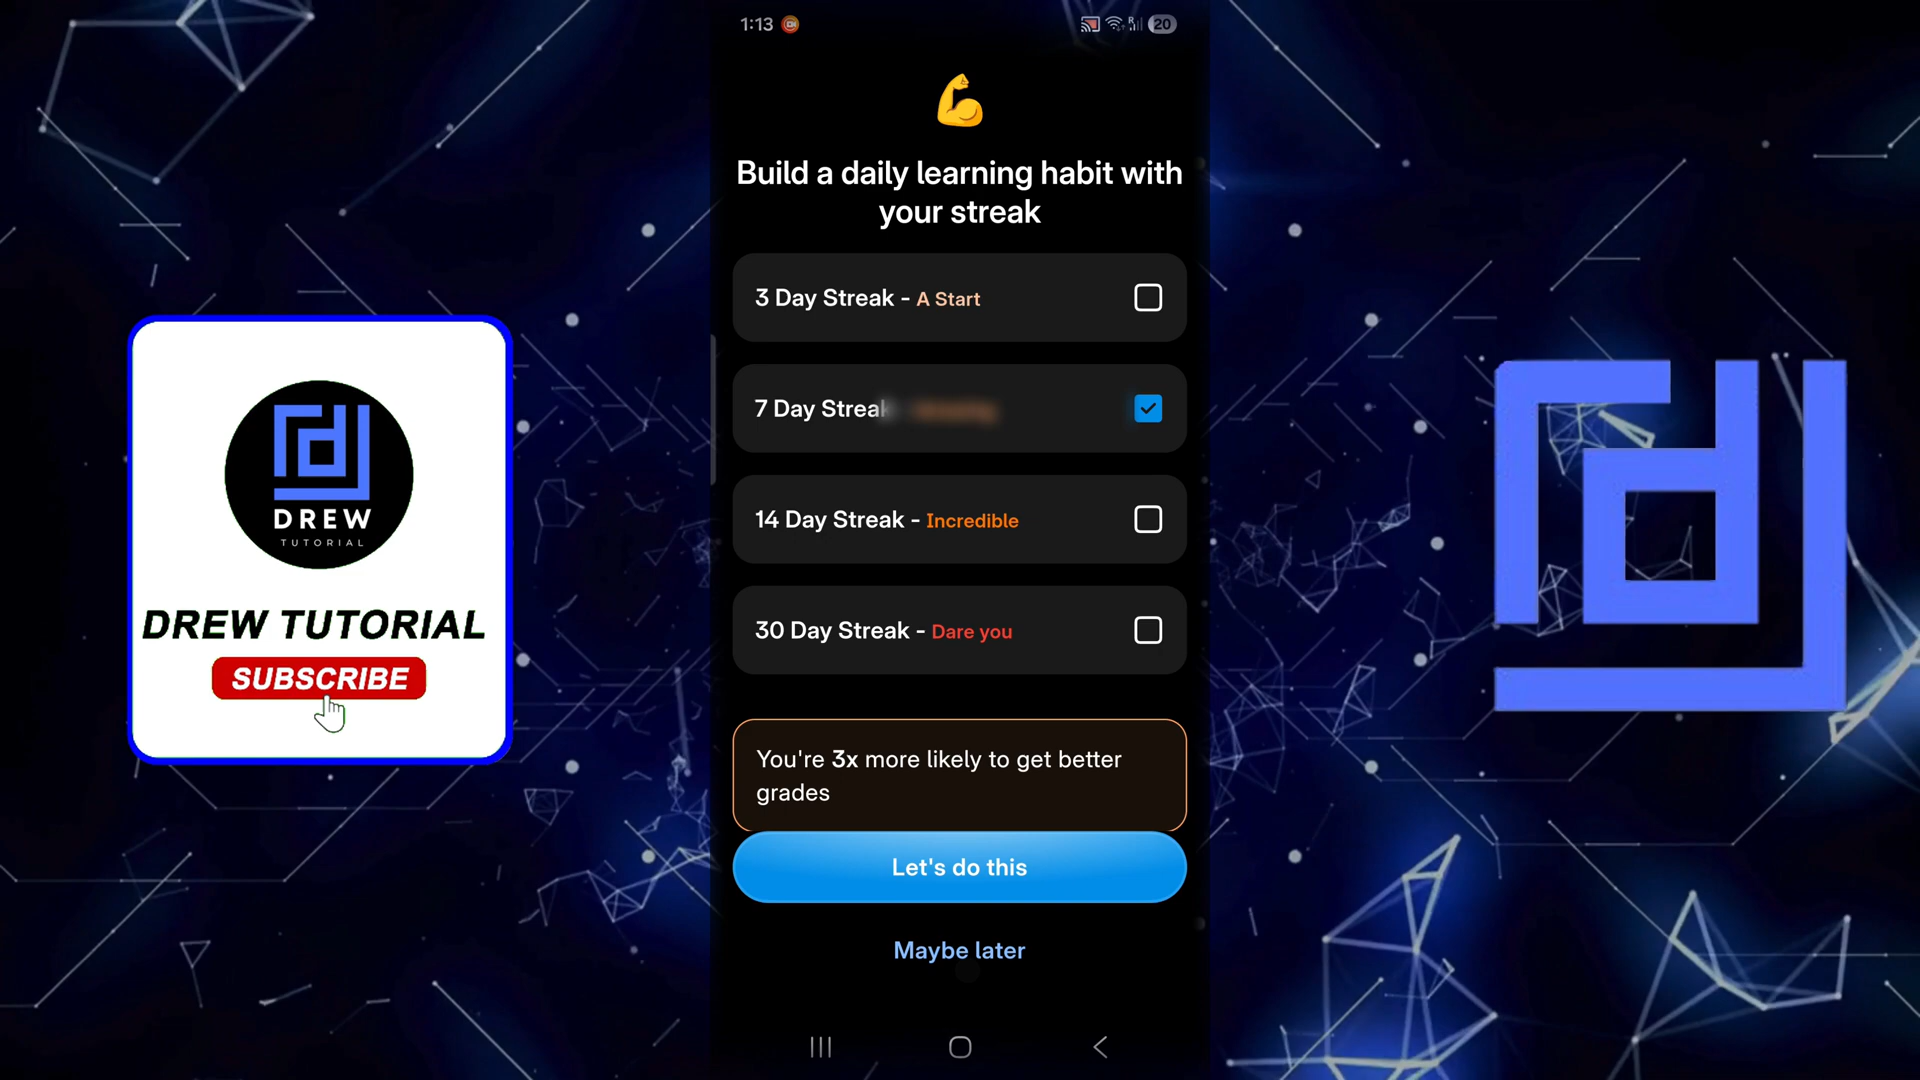 1:13
20
Build a daily learning habit with
your streak
3 Day Streak - A Start
7 Day Streak
14 Day Streak - Incredible
30 Day Streak - Dare you
You're 3x more likely to get better
grades
Let's do this
Maybe later
DREW
TUTORIAL
DREW TUTORIAL
SUBSCRIBE